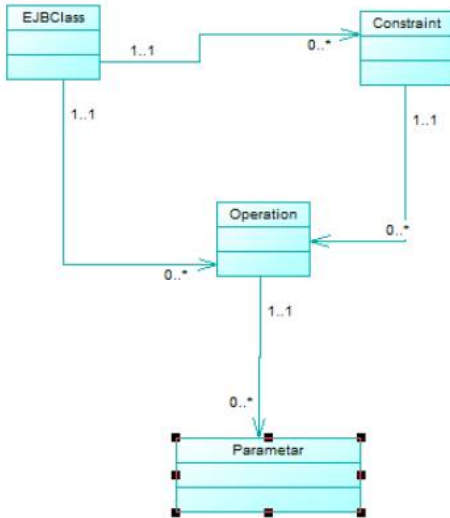 EJBClass
Constraint
1..1
0..*
1..1
1..1
Operation
0..*
0..*
1..1
0..*
Parametar